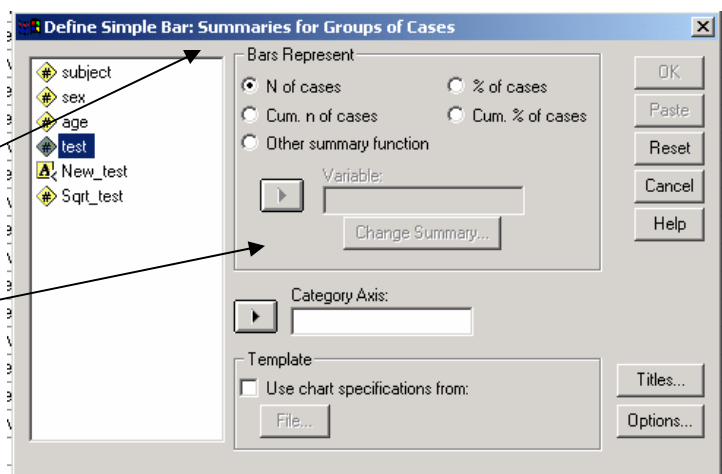 Define Simple Bar: Summaries for Groups of Cases
subject
sex
age
test
New_test
Sqrt_test
Bars Represent
N of cases
% of cases
Cum. n of cases
Cum. % of cases
Other summary function
Variable:
Change Summary...
Category Axis:
Template
Use chart specifications from:
File...
OK
Paste
Reset
Cancel
Help
Titles...
Options...